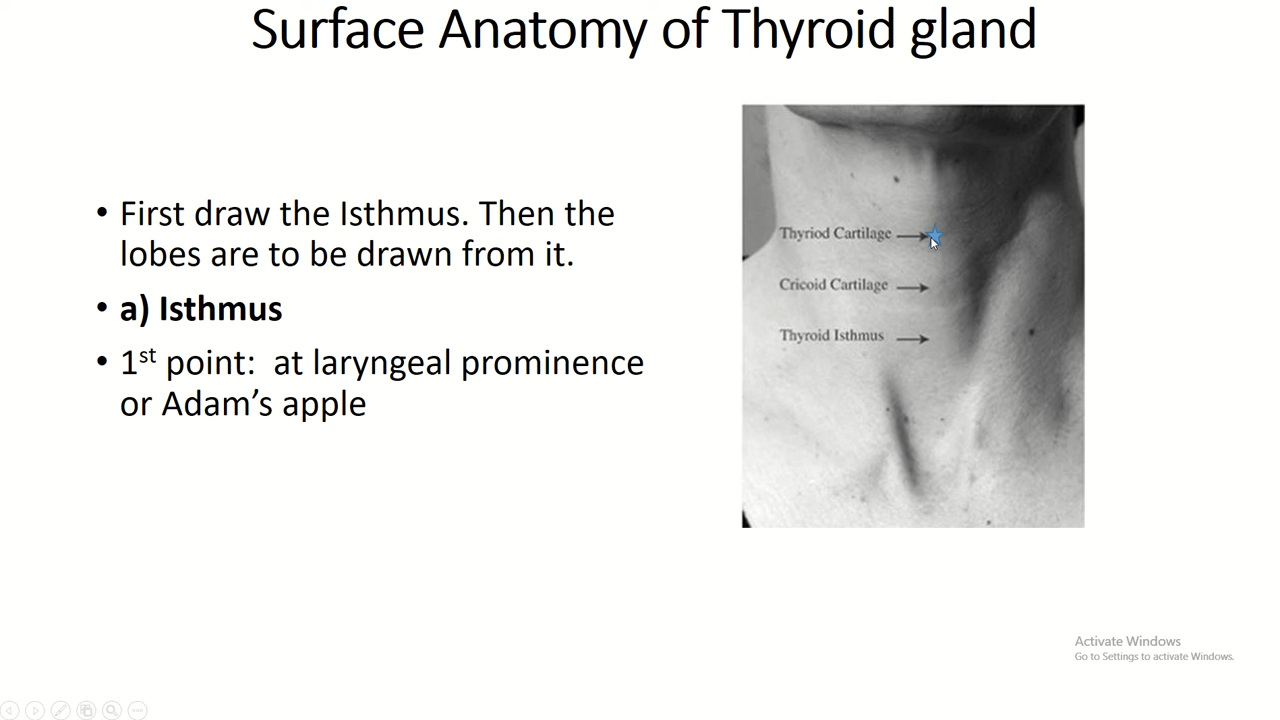 Surface Anatomy of Thyroid gland
• First draw the Isthmus. Then the
lobes are to be drawn from it.
• a) Isthmus
• 1st point:  at laryngeal prominence
or Adam’s apple
Thyriod Cartilage
Cricoid Cartilage
Thyroid Isthmus
Activate Windows
Go to Settings to activate Windows.